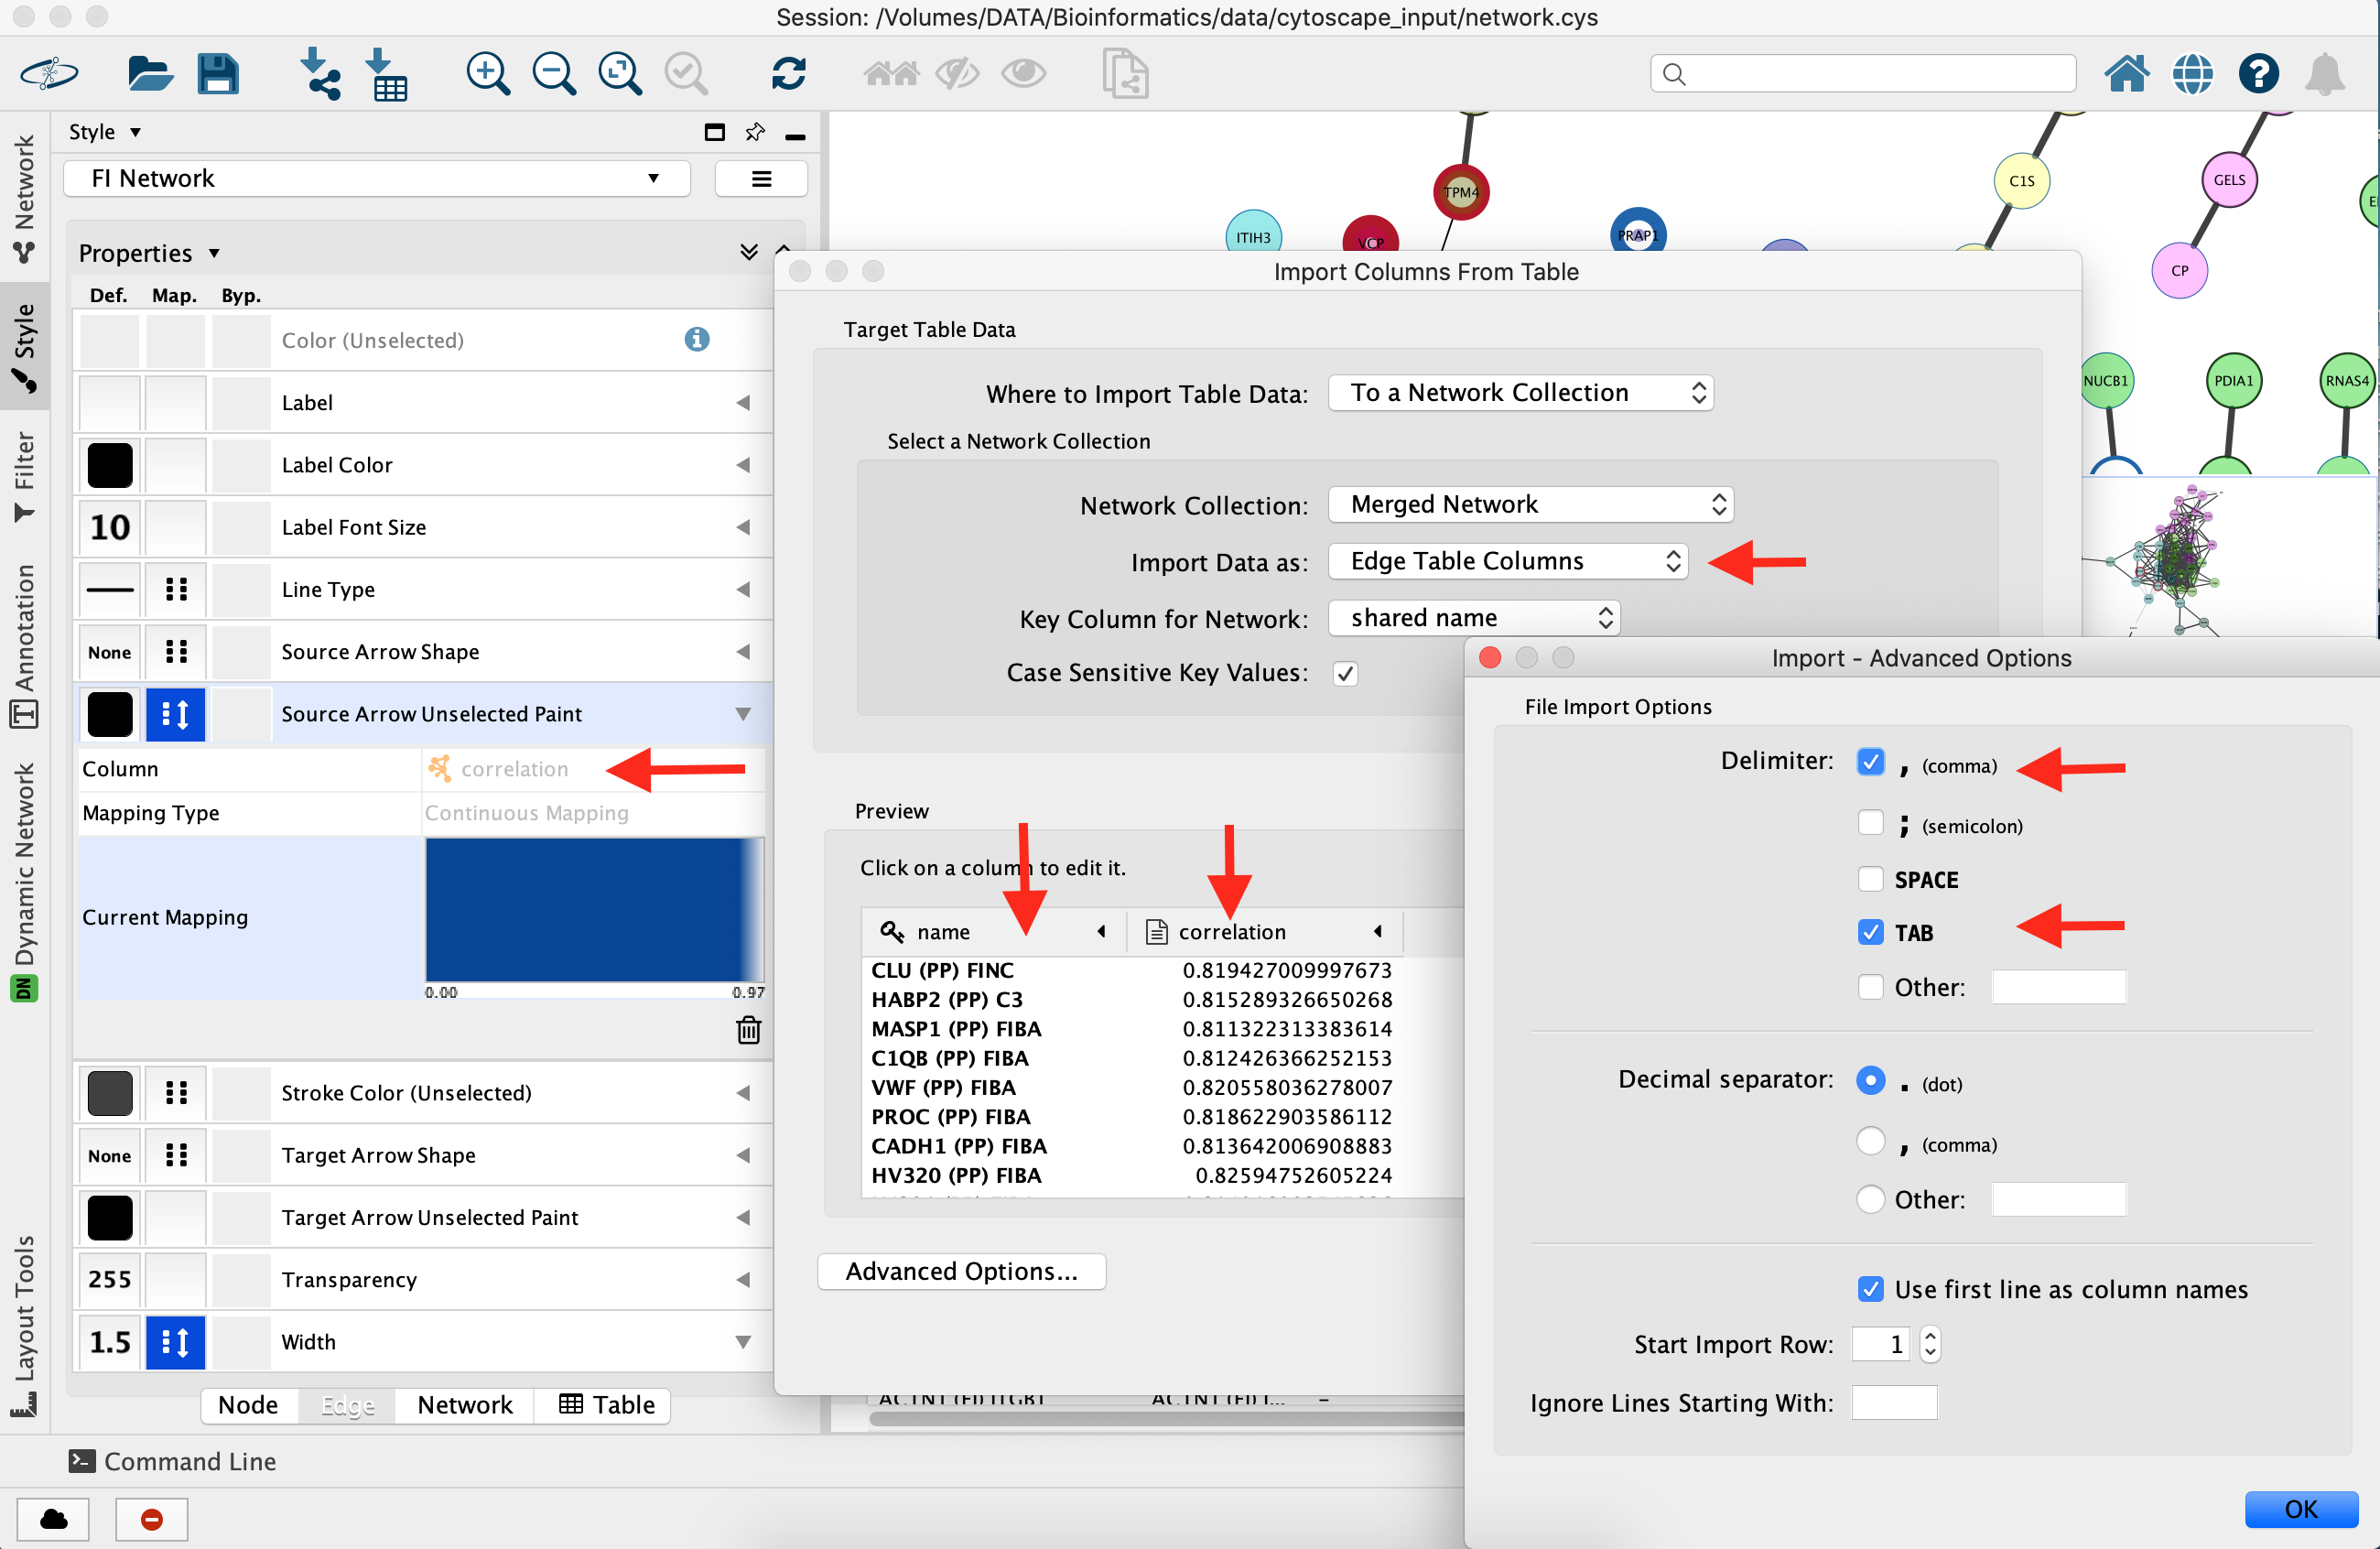 Session: /Volumes/DATA/Bioinformatics/data/cytoscape_input/network.cys
Network
Style
Filter
Annotation
Dynamic Network
DN
Layout Tools
Style
FI Network
Properties
Def. Map. Byp.
Color (Unselected)
Label
Label Color
10 Label Font Size
Line Type
None Source Arrow Shape
Source Arrow Unselected Paint
Column correlation
Mapping Type Continuous Mapping
Current Mapping
0.00 0.97
Stroke Color (Unselected)
None Target Arrow Shape
Target Arrow Unselected Paint
255 Transparency
1.5 Width
Node Edge Network Table
Command Line
TPM4
ITIH3
VCP
PRAP1
C1S
GELS
CP
NUCB1
PDIA1
RNAS4
Import Columns From Table
Target Table Data
Where to Import Table Data: To a Network Collection
Select a Network Collection
Network Collection: Merged Network
Import Data as: Edge Table Columns
Key Column for Network: shared name
Case Sensitive Key Values:
Preview
Click on a column to edit it.
name correlation
CLU (PP) FINC 0.819427009997673
HABP2 (PP) C3 0.815289326650268
MASP1 (PP) FIBA 0.811322313383614
C1QB (PP) FIBA 0.812426366252153
VWF (PP) FIBA 0.820558036278007
PROC (PP) FIBA 0.818622903586112
CADH1 (PP) FIBA 0.813642006908883
HV320 (PP) FIBA 0.82594752605224
Advanced Options...
Import - Advanced Options
File Import Options
Delimiter: , (comma)
; (semicolon)
SPACE
TAB
Other:
Decimal separator: . (dot)
, (comma)
Other:
Use first line as column names
Start Import Row: 1
Ignore Lines Starting With:
OK